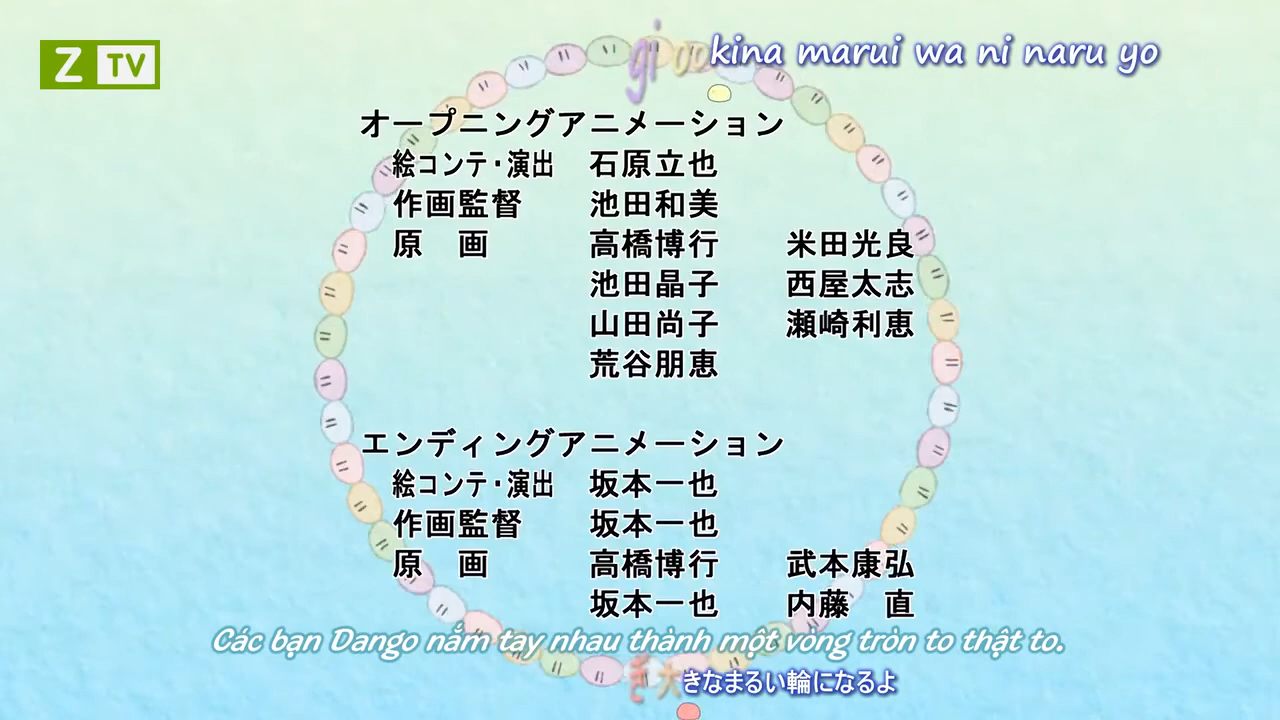 Z TV
gi ookina marui wa ni naru yo
オープニングアニメーション
絵コンテ・演出 石原立也
作画監督 池田和美
原　画 高橋博行 米田光良
池田晶子 西屋太志
山田尚子 瀬崎利恵
荒谷朋恵
エンディングアニメーション
絵コンテ・演出 坂本一也
作画監督 坂本一也
原　画 高橋博行 武本康弘
坂本一也 内藤　直
Các bạn Dango nắm tay nhau thành một vòng tròn to thật to.
ぎ大きなまるい輪になるよ